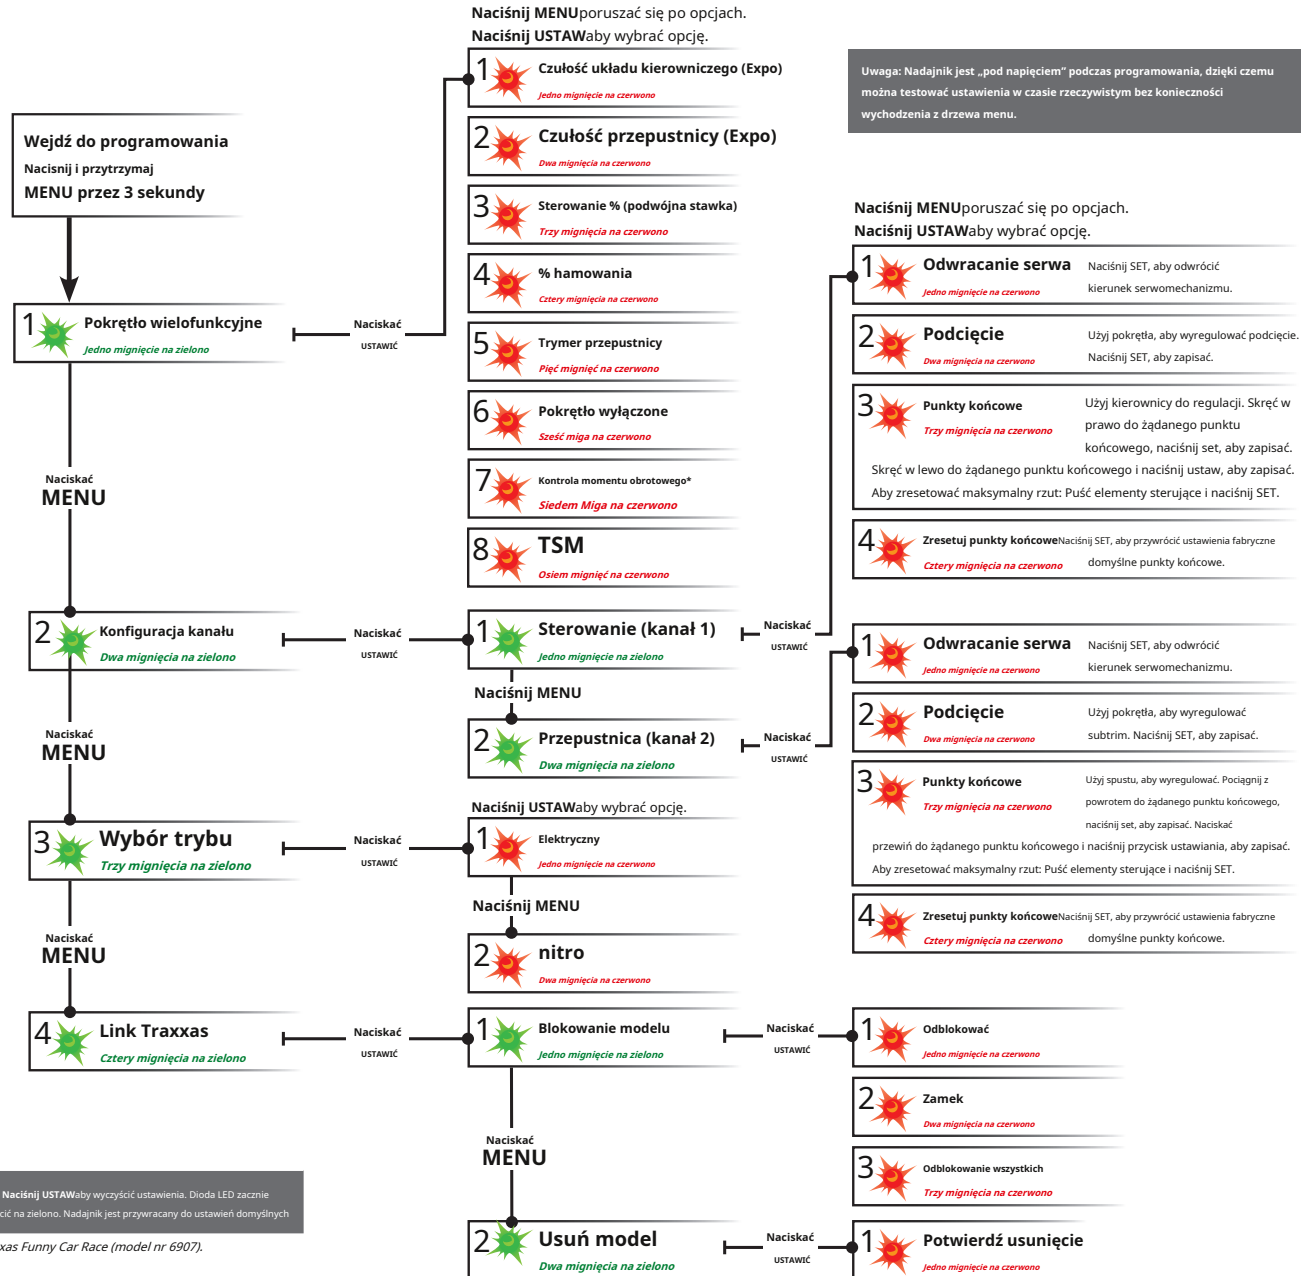 Naciśnij MENUporuszać się po opcjach.
Naciśnij USTAWaby wybrać opcję.
1 Czułość układu kierowniczego (Expo)
Jedno mignięcie na czerwono
2 Czułość przepustnicy (Expo)
Dwa mignięcia na czerwono
3 Sterowanie % (podwójna stawka)
Trzy mignięcia na czerwono
4 % hamowania
Cztery mignięcia na czerwono
5 Trymer przepustnicy
Pięć mignięć na czerwono
6 Pokrętło wyłączone
Sześć miga na czerwono
7 Kontrola momentu obrotowego*
Siedem Miga na czerwono
8 TSM
Osiem mignięć na czerwono
Uwaga: Nadajnik jest „pod napięciem” podczas programowania, dzięki czemu
można testować ustawienia w czasie rzeczywistym bez konieczności
wychodzenia z drzewa menu.
Wejdź do programowania
Nacisnij i przytrzymaj
MENU przez 3 sekundy
1 Pokrętło wielofunkcyjne
Jedno mignięcie na zielono
Naciskać
USTAWIĆ
Naciskać
MENU
2 Konfiguracja kanału
Dwa mignięcia na zielono
Naciskać
USTAWIĆ
1 Sterowanie (kanał 1)
Jedno mignięcie na zielono
Naciskać
USTAWIĆ
Naciśnij MENU
2 Przepustnica (kanał 2)
Dwa mignięcia na zielono
Naciskać
USTAWIĆ
Naciśnij MENUporuszać się po opcjach.
Naciśnij USTAWaby wybrać opcję.
1 Odwracanie serwa Naciśnij SET, aby odwrócić
Jedno mignięcie na czerwono kierunek serwomechanizmu.
2 Podcięcie Użyj pokrętła, aby wyregulować podcięcie.
Dwa mignięcia na czerwono Naciśnij SET, aby zapisać.
3 Punkty końcowe Użyj kierownicy do regulacji. Skręć w
Trzy mignięcia na czerwono prawo do żądanego punktu
końcowego, naciśnij set, aby zapisać.
Skręć w lewo do żądanego punktu końcowego i naciśnij ustaw, aby zapisać.
Aby zresetować maksymalny rzut: Puść elementy sterujące i naciśnij SET.
4 Zresetuj punkty końcoweNaciśnij SET, aby przywrócić ustawienia fabryczne
Cztery mignięcia na czerwono domyślne punkty końcowe.
1 Odwracanie serwa Naciśnij SET, aby odwrócić
Jedno mignięcie na czerwono kierunek serwomechanizmu.
2 Podcięcie Użyj pokrętła, aby wyregulować
Dwa mignięcia na czerwono subtrim. Naciśnij SET, aby zapisać.
3 Punkty końcowe Użyj spustu, aby wyregulować. Pociągnij z
Trzy mignięcia na czerwono powrotem do żądanego punktu końcowego,
naciśnij set, aby zapisać. Naciskać
przewiń do żądanego punktu końcowego i naciśnij przycisk ustawiania, aby zapisać.
Aby zresetować maksymalny rzut: Puść elementy sterujące i naciśnij SET.
4 Zresetuj punkty końcoweNaciśnij SET, aby przywrócić ustawienia fabryczne
Cztery mignięcia na czerwono domyślne punkty końcowe.
Naciskać
MENU
3 Wybór trybu
Trzy mignięcia na zielono
Naciskać
USTAWIĆ
Naciśnij USTAWaby wybrać opcję.
1 Elektryczny
Jedno mignięcie na czerwono
Naciśnij MENU
2 nitro
Dwa mignięcia na czerwono
Naciskać
MENU
4 Link Traxxas
Cztery mignięcia na zielono
Naciskać
USTAWIĆ
1 Blokowanie modelu
Jedno mignięcie na zielono
Naciskać
USTAWIĆ
1 Odblokować
Jedno mignięcie na czerwono
2 Zamek
Dwa mignięcia na czerwono
3 Odblokowanie wszystkich
Trzy mignięcia na czerwono
Naciskać
MENU
2 Usuń model
Dwa mignięcia na zielono
Naciskać
USTAWIĆ
1 Potwierdź usunięcie
Jedno mignięcie na czerwono
Naciśnij USTAWaby wyczyścić ustawienia. Dioda LED zacznie
cić na zielono. Nadajnik jest przywracany do ustawień domyślnych
xas Funny Car Race (model nr 6907).